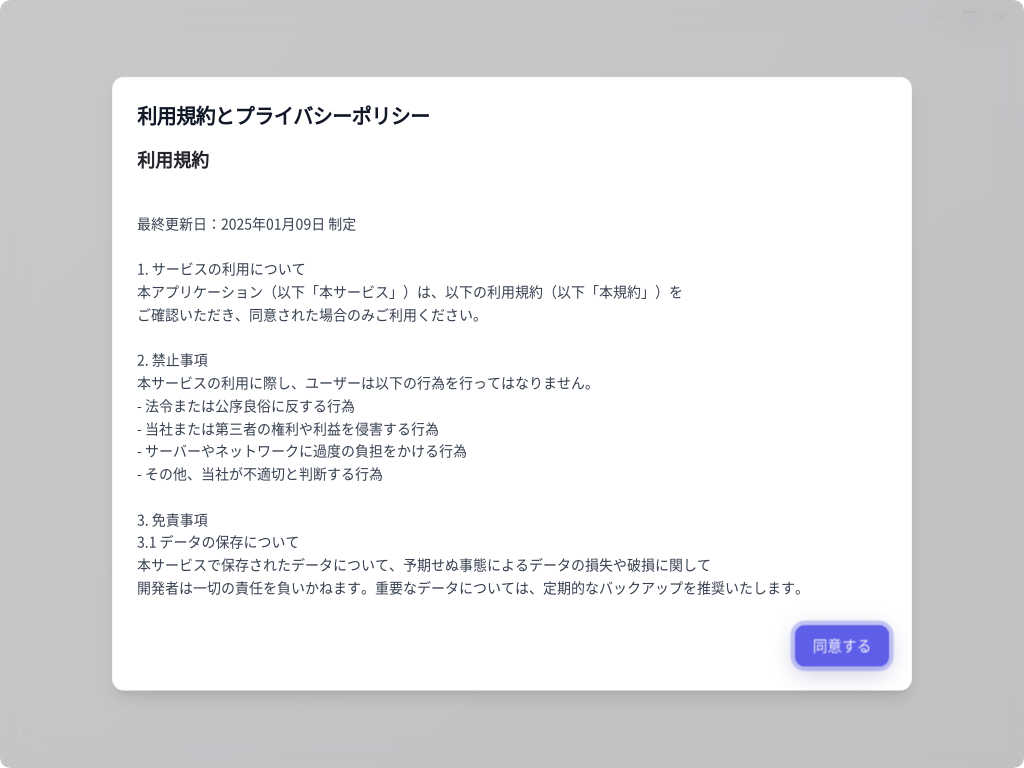 利用規約とプライバシーポリシー
利用規約
最終更新日：2025年01月09日 制定
1. サービスの利用について
本アプリケーション（以下「本サービス」）は、以下の利用規約（以下「本規約」）を
ご確認いただき、同意された場合のみご利用ください。
2. 禁止事項
本サービスの利用に際し、ユーザーは以下の行為を行ってはなりません。
- 法令または公序良俗に反する行為
- 当社または第三者の権利や利益を侵害する行為
- サーバーやネットワークに過度の負担をかける行為
- その他、当社が不適切と判断する行為
3. 免責事項
3.1 データの保存について
本サービスで保存されたデータについて、予期せぬ事態によるデータの損失や破損に関して
開発者は一切の責任を負いかねます。重要なデータについては、定期的なバックアップを推奨いたします。
同意する